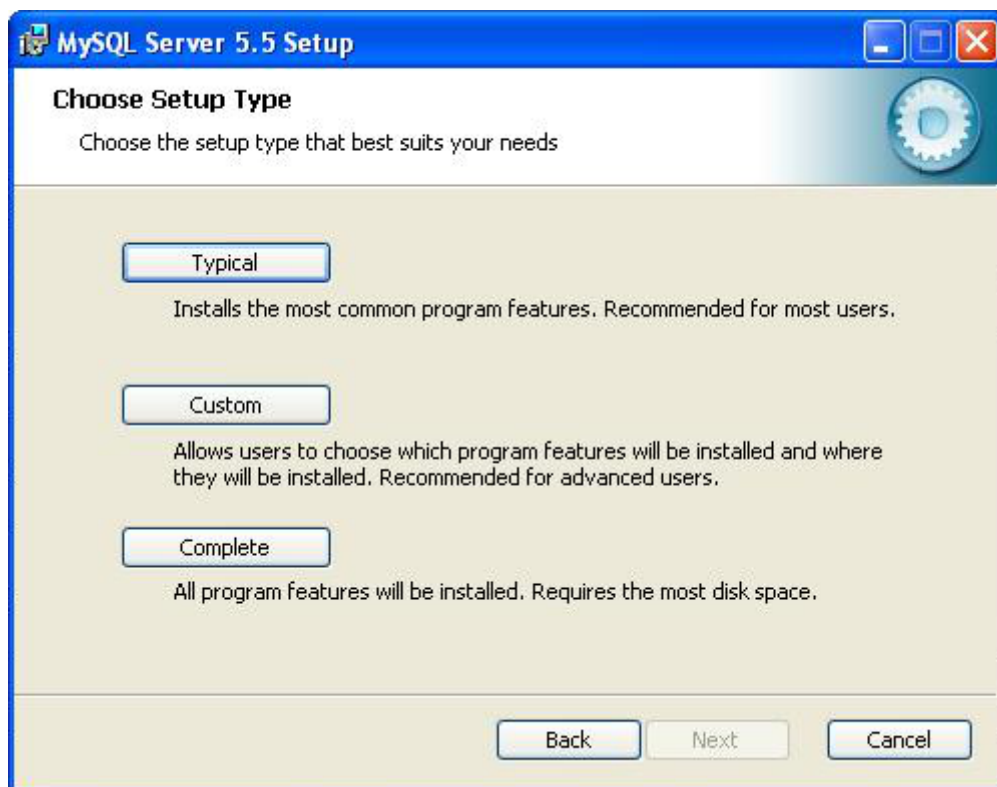 MySQL Server 5.5 Setup
Choose Setup Type
Choose the setup type that best suits your needs
Typical
Installs the most common program features. Recommended for most users.
Custom
Allows users to choose which program features will be installed and where
they will be installed. Recommended for advanced users.
Complete
All program features will be installed. Requires the most disk space.
Back Next Cancel